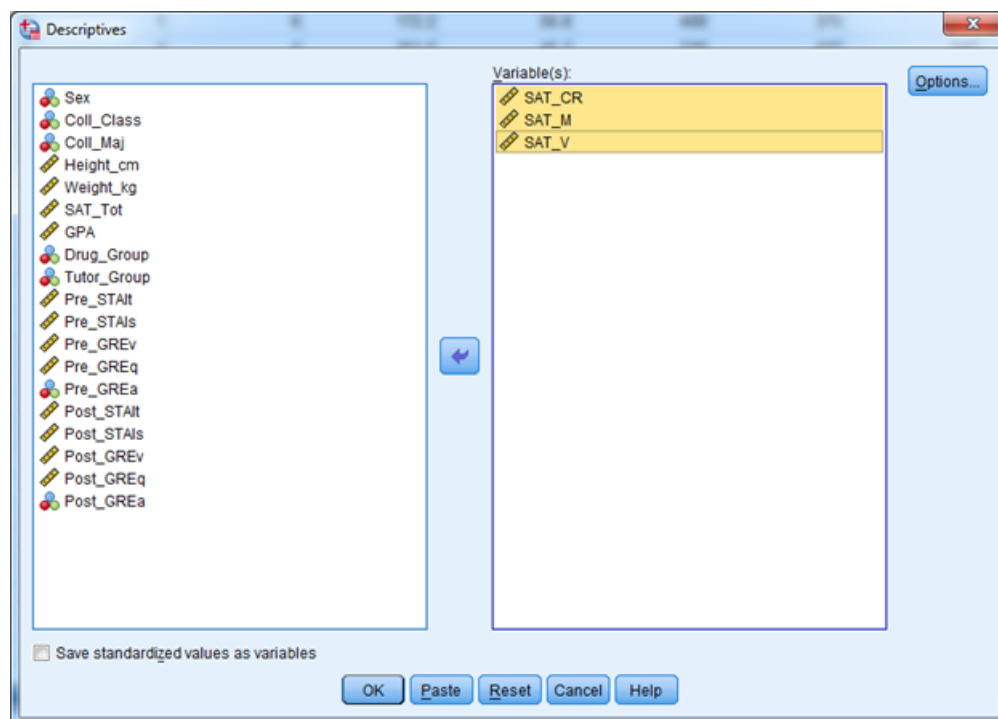 Descriptives
Variable(s):
Options...
Sex
Coll_Class
Coll_Maj
Height_cm
Weight_kg
SAT_Tot
GPA
Drug_Group
Tutor_Group
Pre_STAIt
Pre_STAIs
Pre_GREv
Pre_GREq
Pre_GREa
Post_STAIt
Post_STAIs
Post_GREv
Post_GREq
Post_GREa
SAT_CR
SAT_M
SAT_V
Save standardized values as variables
OK Paste Reset Cancel Help